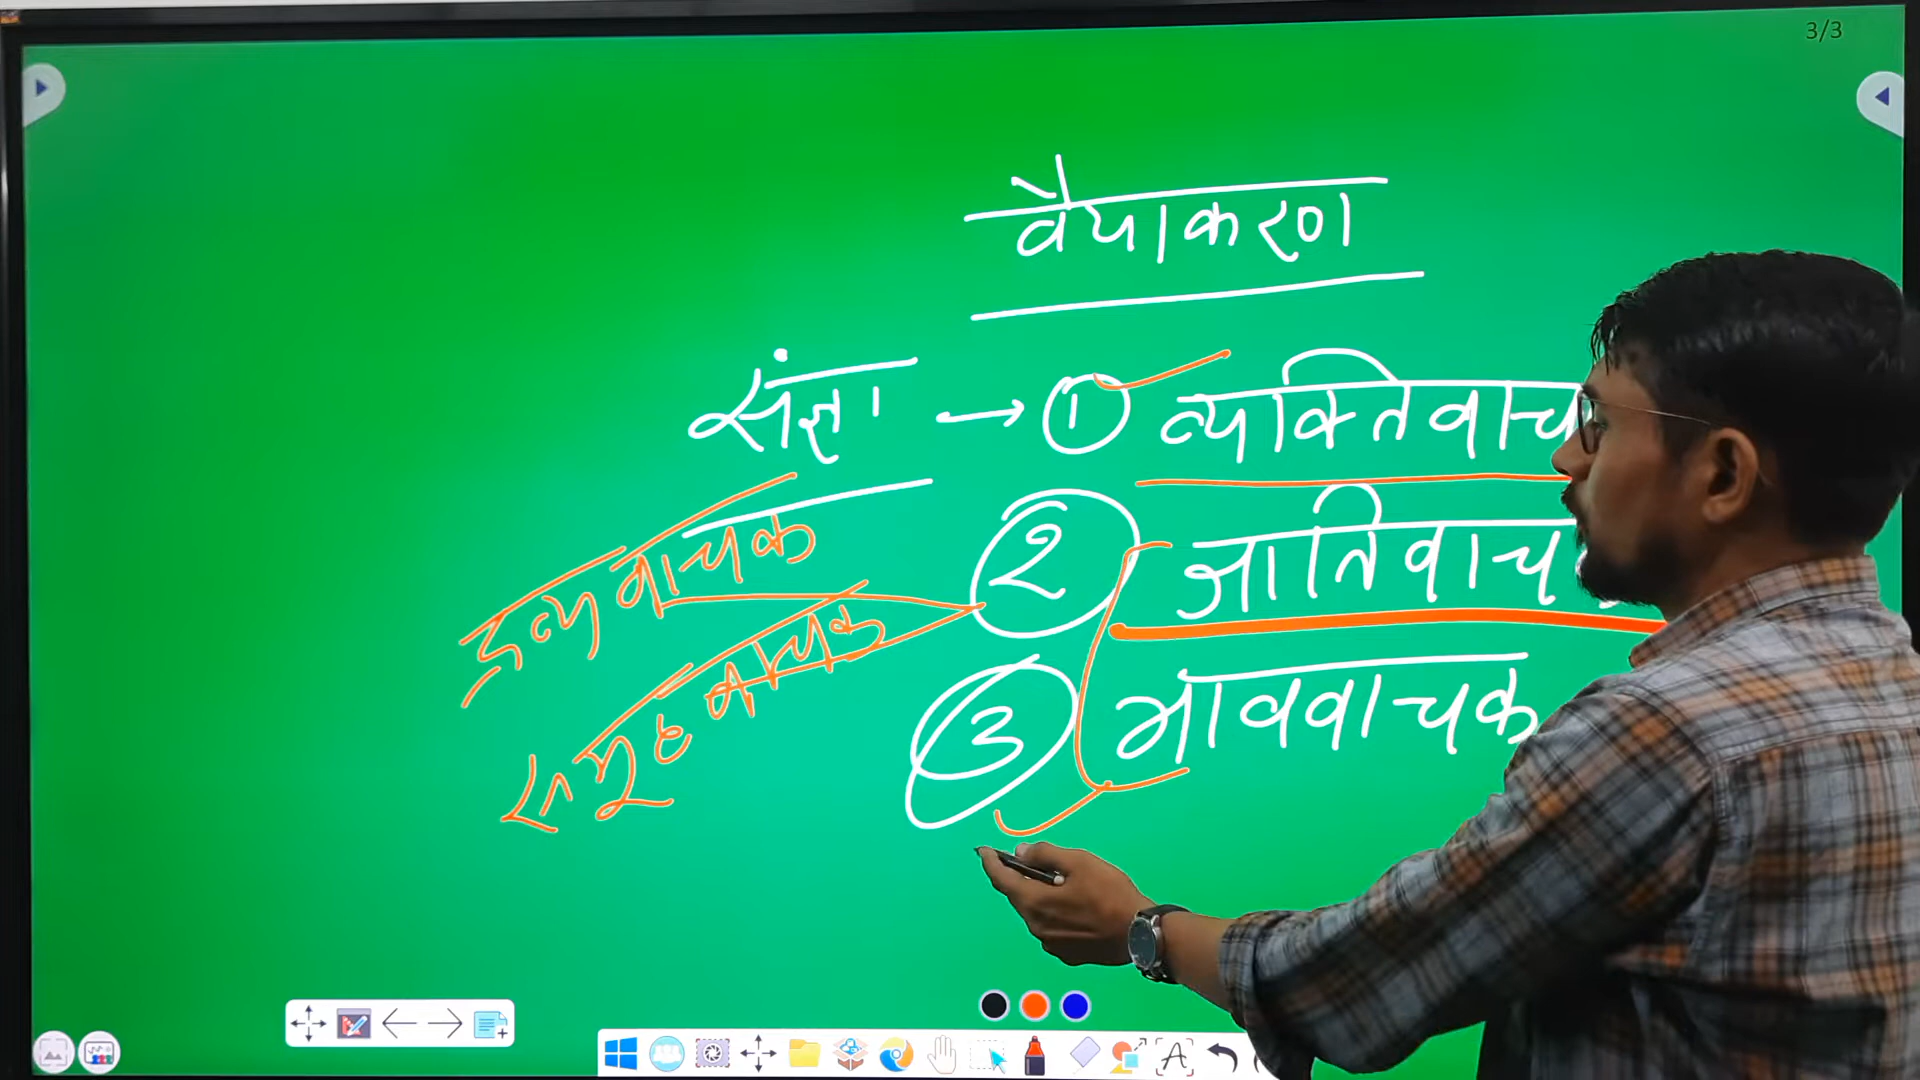 3/3
वैयाकरण
संज्ञा → ① व्यक्तिवाच
② जातिवाच
③ भाववाचक
द्रव्यवाचक
समूहवाचक